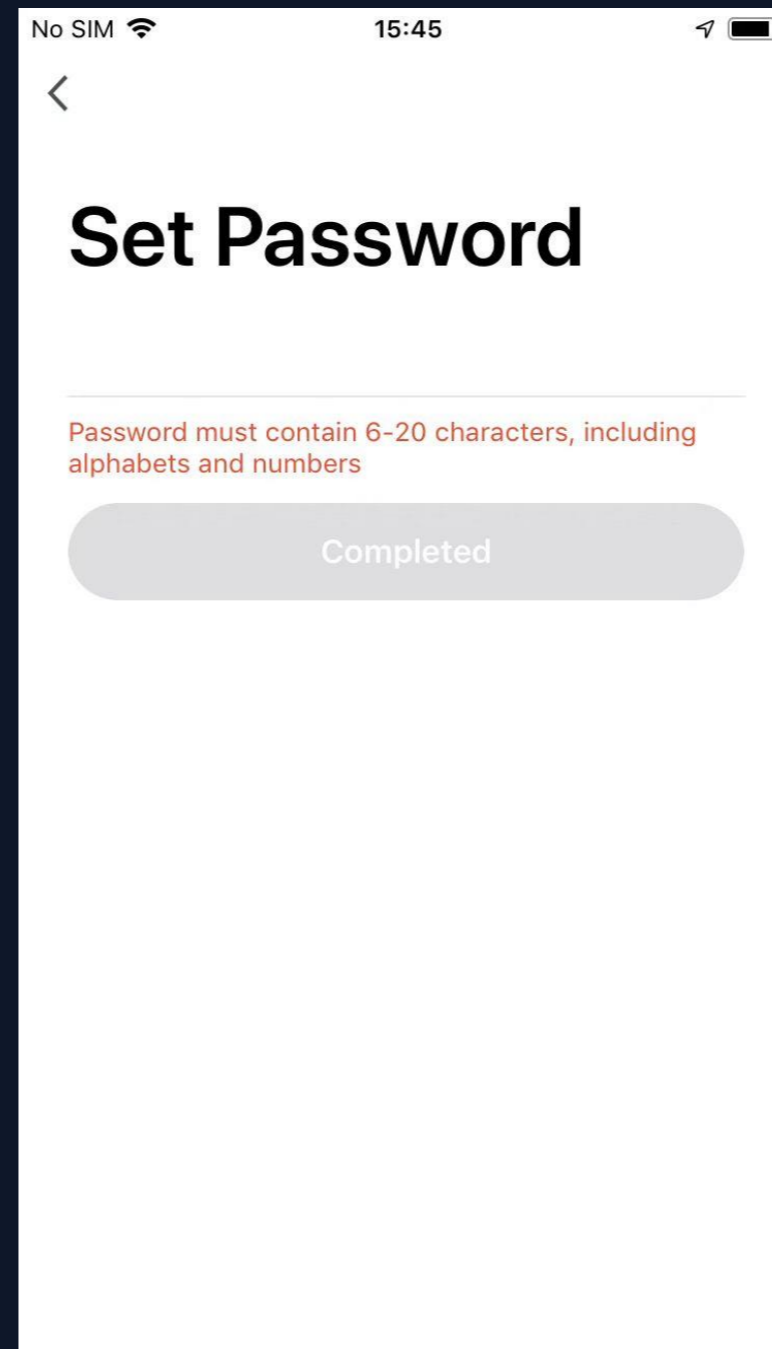 No SIM 15:45
Set Password
Password must contain 6-20 characters, including
alphabets and numbers
Completed